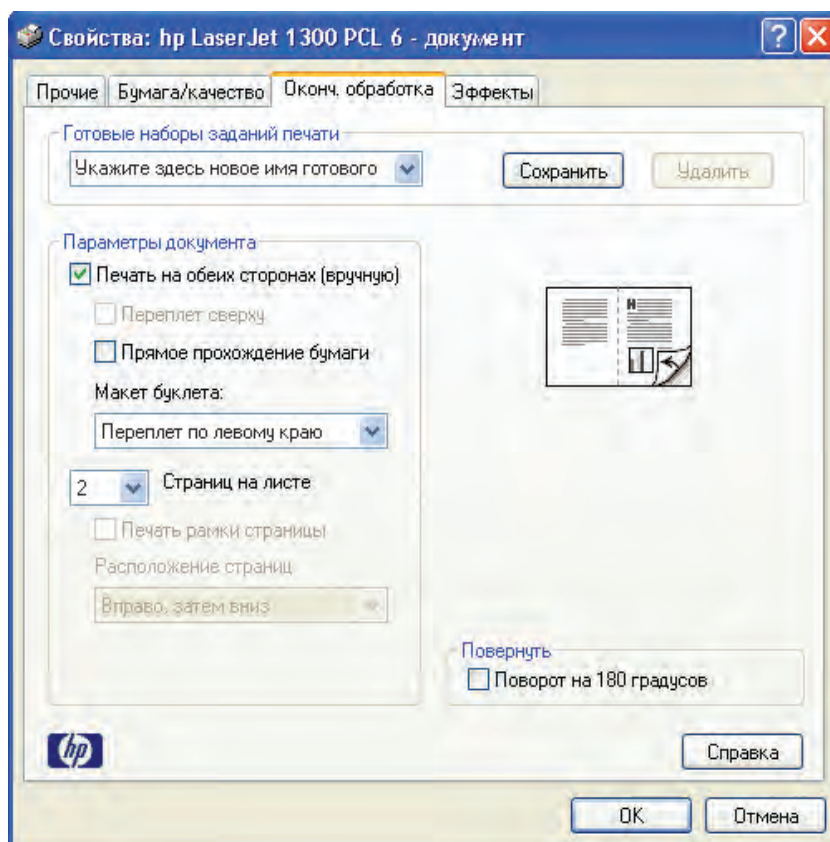 Свойства: hp LaserJet 1300 PCL 6 - документ
Прочие Бумага/качество Оконч. обработка Эффекты
Готовые наборы заданий печати
Укажите здесь новое имя готового Сохранить Удалить
Параметры документа
Печать на обеих сторонах (вручную)
Переплет сверху
Прямое прохождение бумаги
Макет буклета:
Переплет по левому краю
2 Страниц на листе
Печать рамки страницы
Расположение страниц
Вправо, затем вниз
Повернуть
Поворот на 180 градусов
hp Справка
OK Отмена